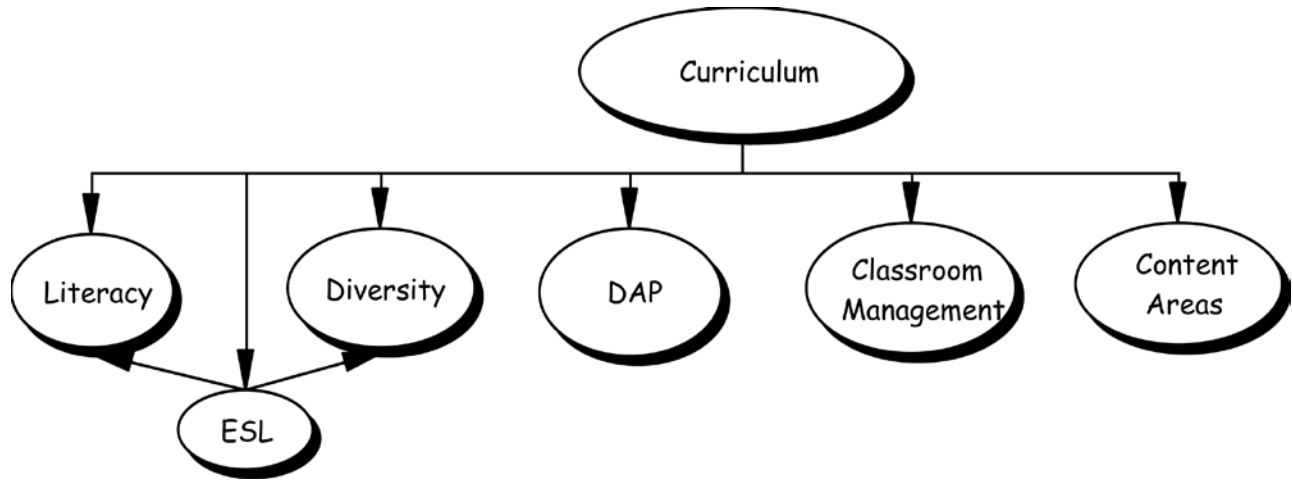 Curriculum
Literacy
Diversity
DAP
Classroom
Management
Content
Areas
ESL